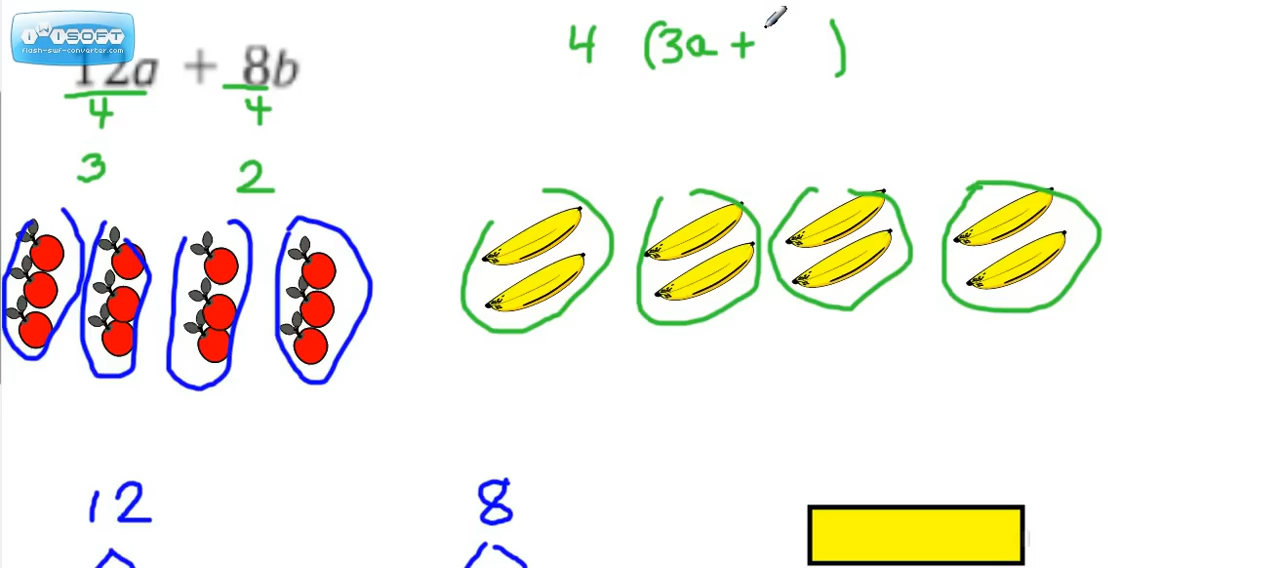 iWiSOFT
flash-swf-converter.com
4 (3a + )
12a + 8b
4 4
3 2
12 8